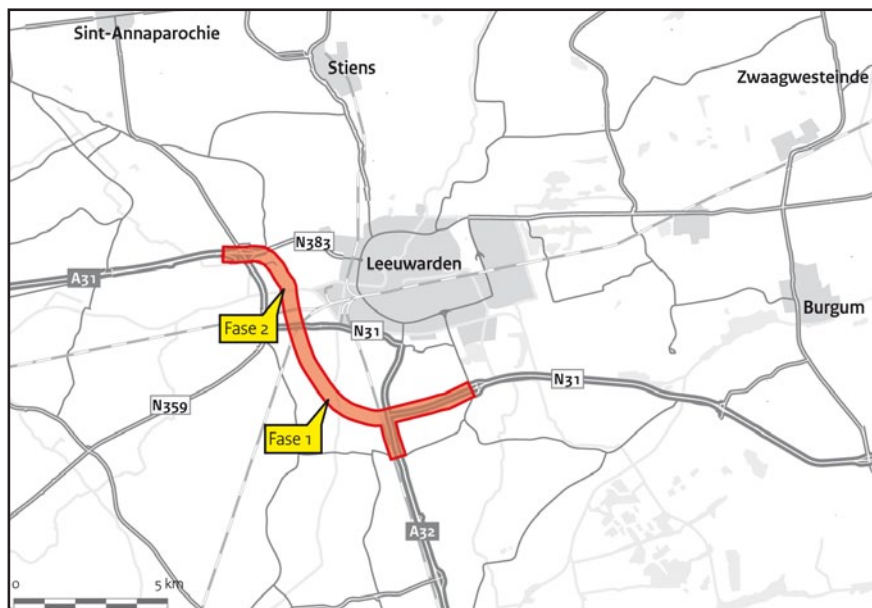 Sint-Annaparochie
Stiens
Zwaagwesteinde
N383
Leeuwarden
A31
Burgum
Fase 2
N31
N31
N359
Fase 1
A32
0 5 km